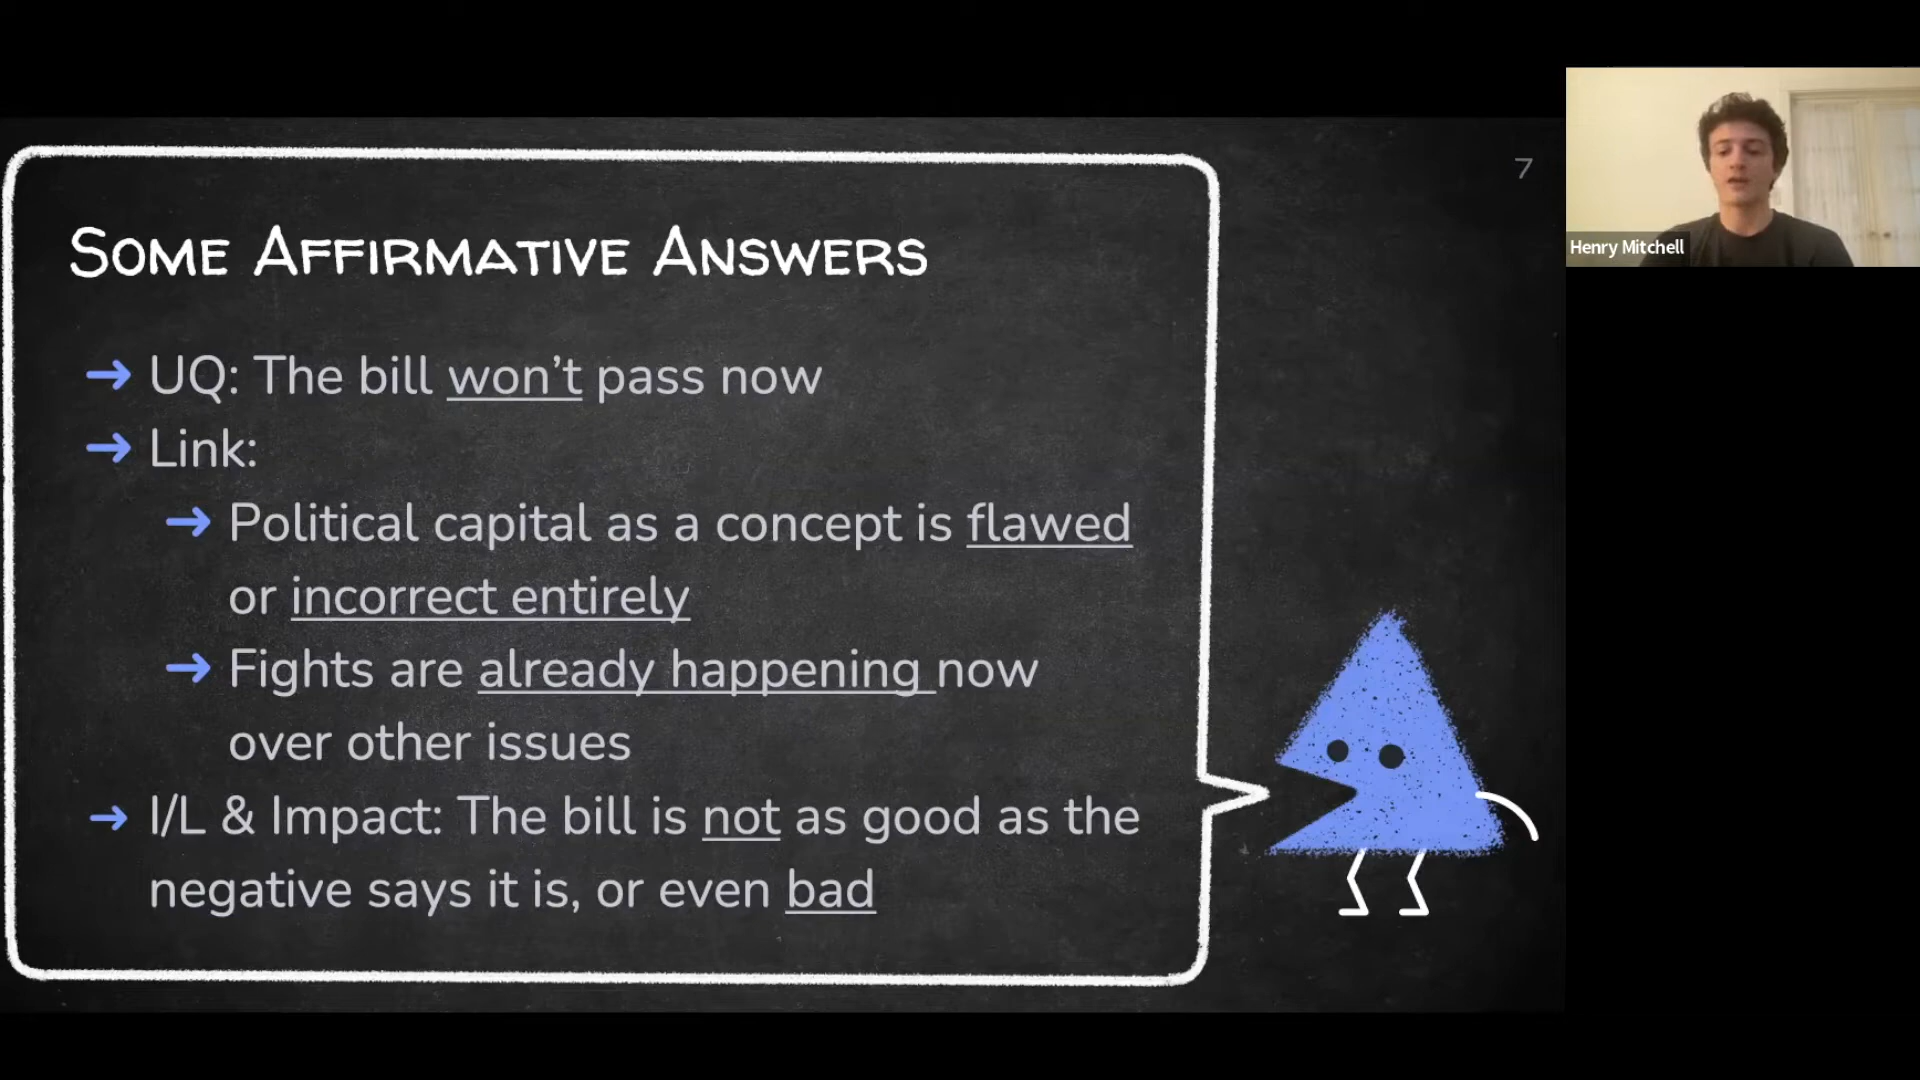 7
Some Affirmative Answers
➜ UQ: The bill won't pass now
➜ Link:
➜ Political capital as a concept is flawed
or incorrect entirely
➜ Fights are already happening now
over other issues
➜ I/L & Impact: The bill is not as good as the
negative says it is, or even bad
Henry Mitchell